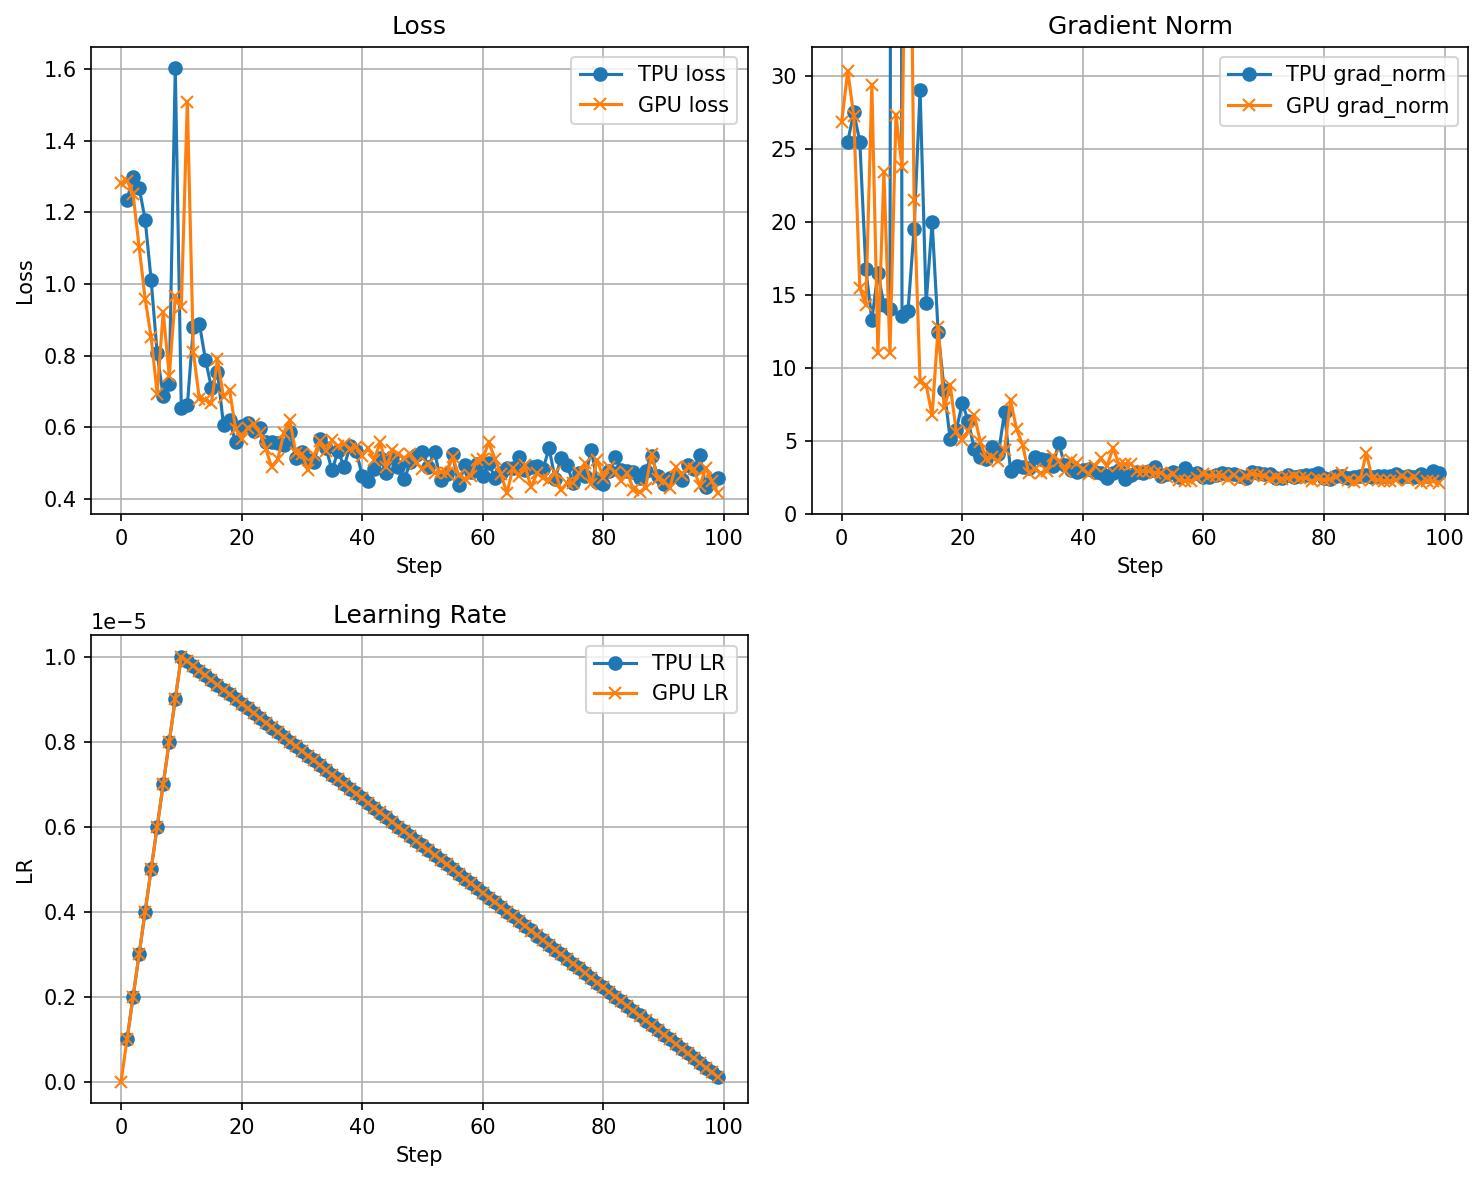 Loss
1.6
1.4
1.2
1.0
0.8
0.6
0.4
Loss
TPU loss
GPU loss
0 20 40 60 80 100
Step
Gradient Norm
30
25
20
15
10
5
0
TPU grad_norm
GPU grad_norm
0 20 40 60 80 100
Step
Learning Rate
1e−5
1.0
0.8
0.6
0.4
0.2
0.0
LR
TPU LR
GPU LR
0 20 40 60 80 100
Step